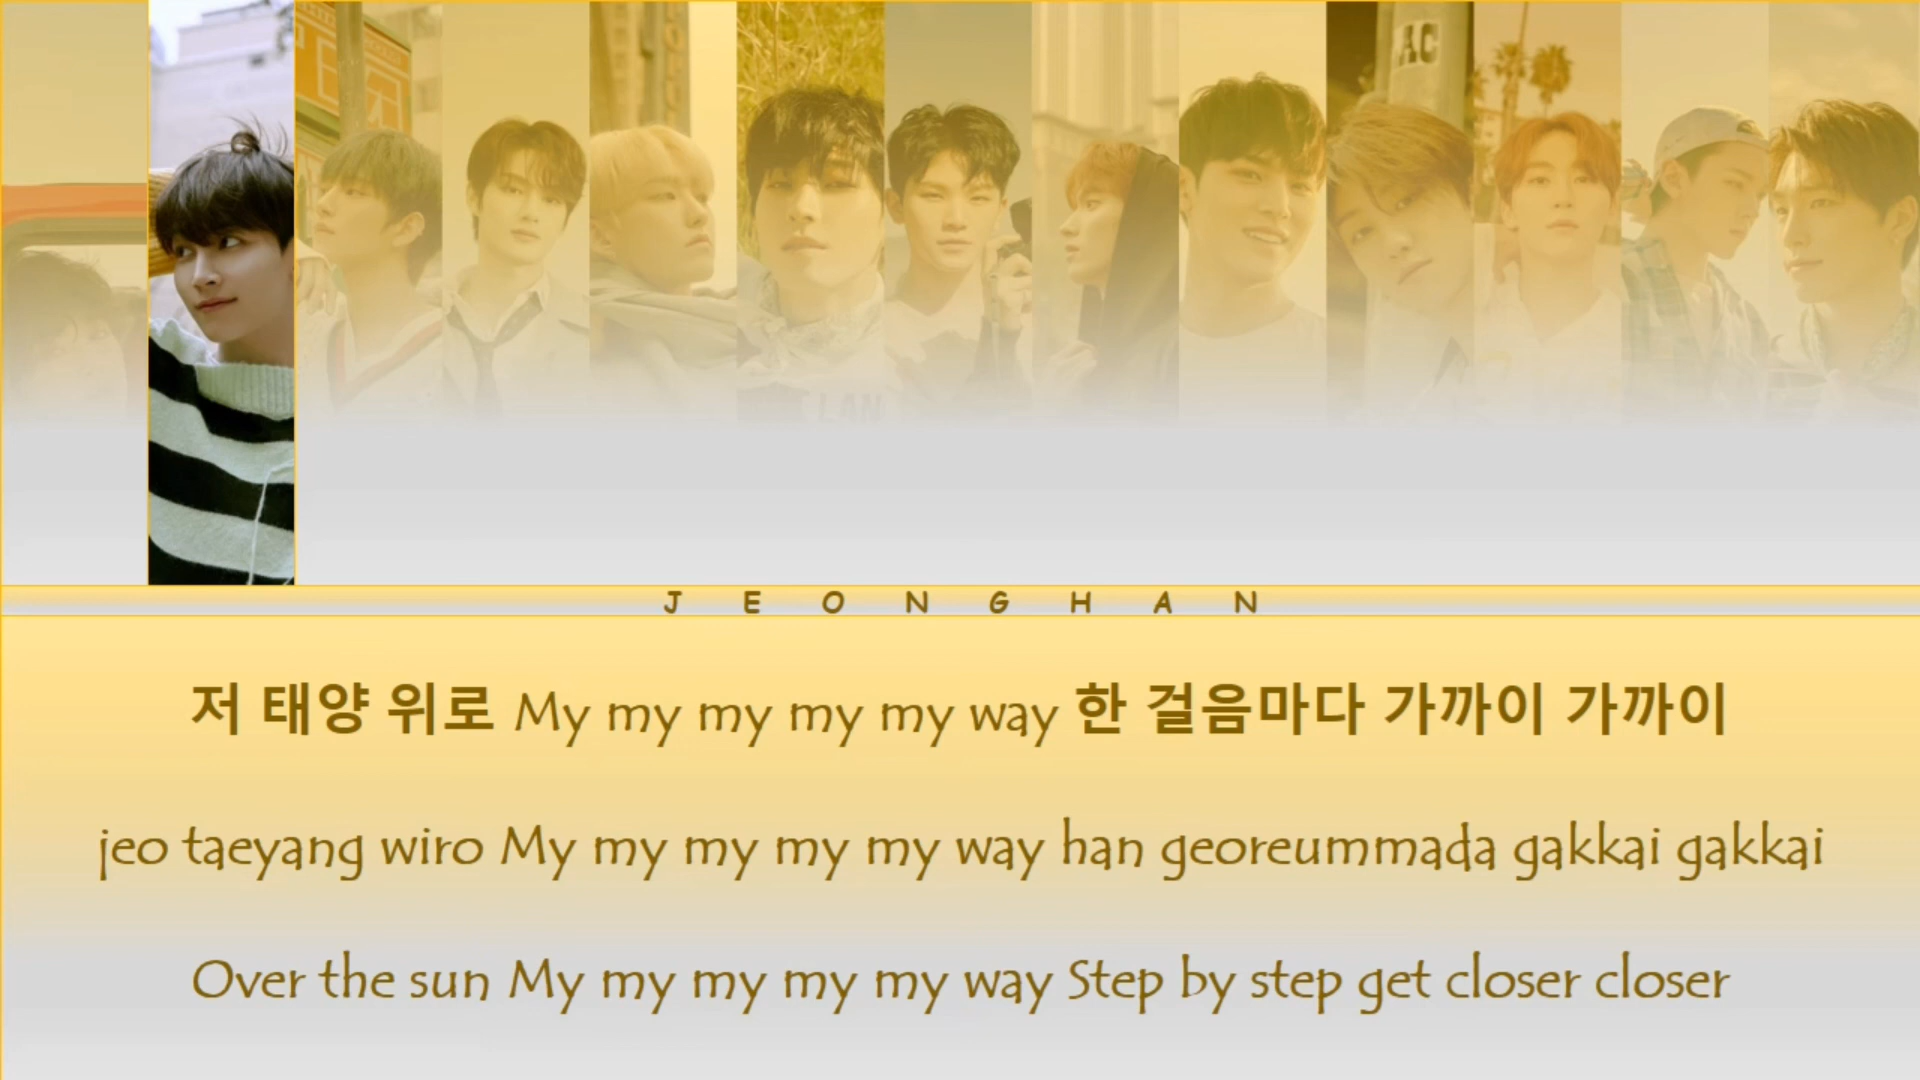 AC
J E O N G H A N
저 태양 위로 My my my my my way 한 걸음마다 가까이 가까이
jeo taeyang wiro My my my my my way han georeummada gakkai gakkai
Over the sun My my my my my way Step by step get closer closer